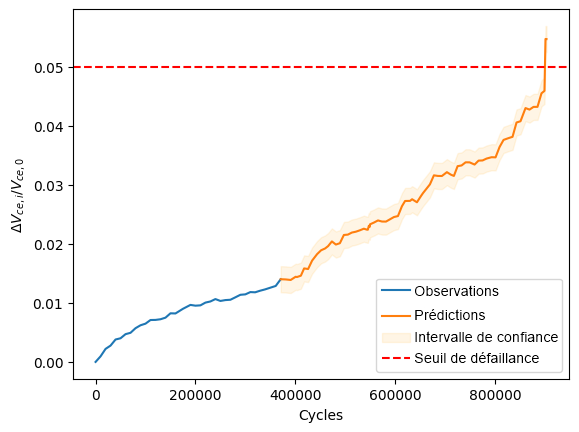 0.05
0.04
0.03
0.02
0.01
0.00
ΔV_{ce,i}/V_{ce,0}
0 200000 400000 600000 800000
Cycles
Observations
Prédictions
Intervalle de confiance
Seuil de défaillance